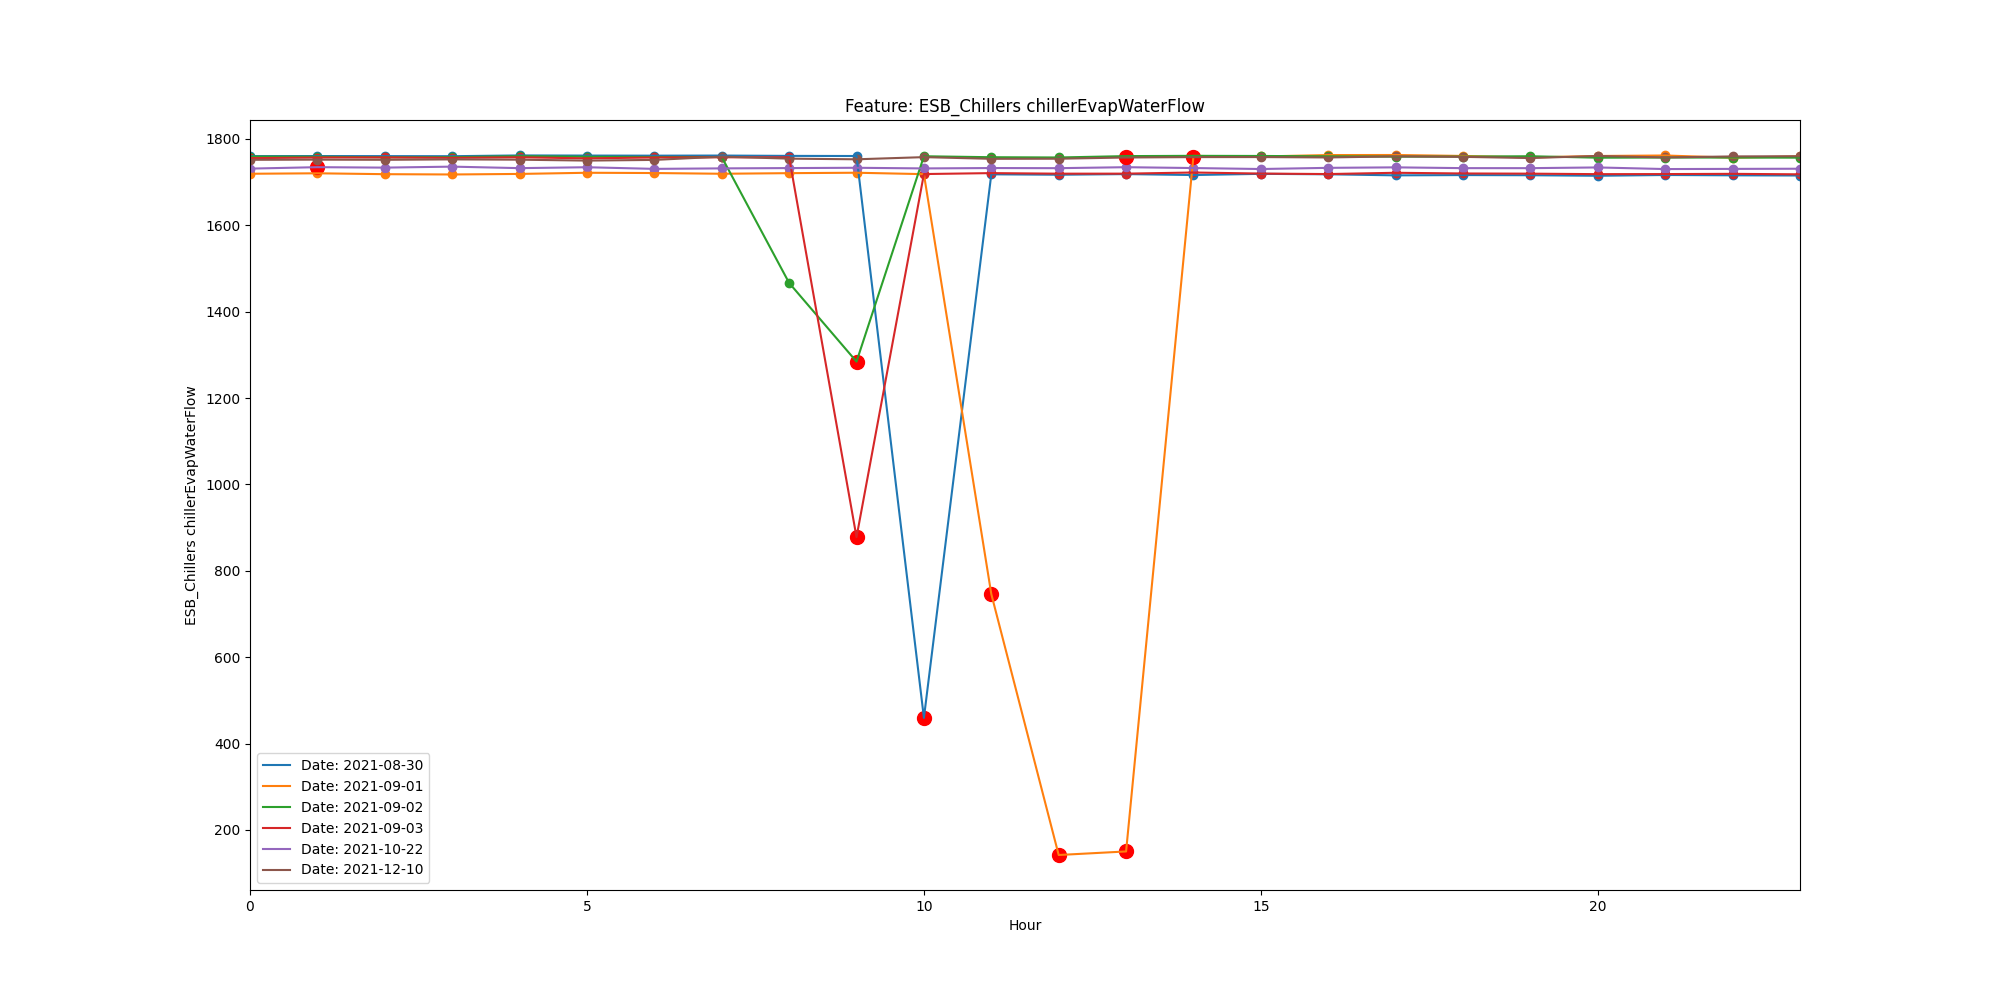 Feature: ESB_Chillers chillerEvapWaterFlow
ESB_Chillers chillerEvapWaterFlow
1800
1600
1400
1200
1000
800
600
400
200
Date: 2021-08-30
Date: 2021-09-01
Date: 2021-09-02
Date: 2021-09-03
Date: 2021-10-22
Date: 2021-12-10
0 5 10 15 20
Hour